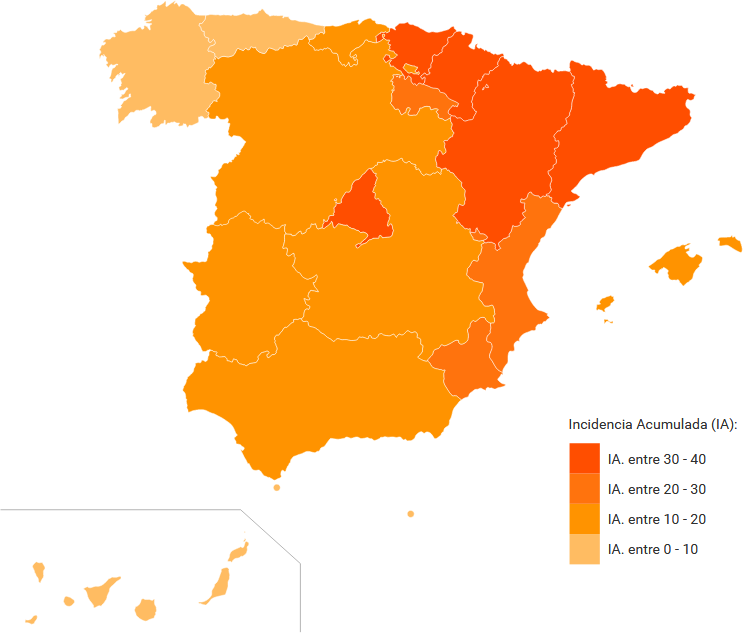 Incidencia Acumulada (IA):
IA. entre 30 - 40
IA. entre 20 - 30
IA. entre 10 - 20
IA. entre 0 - 10